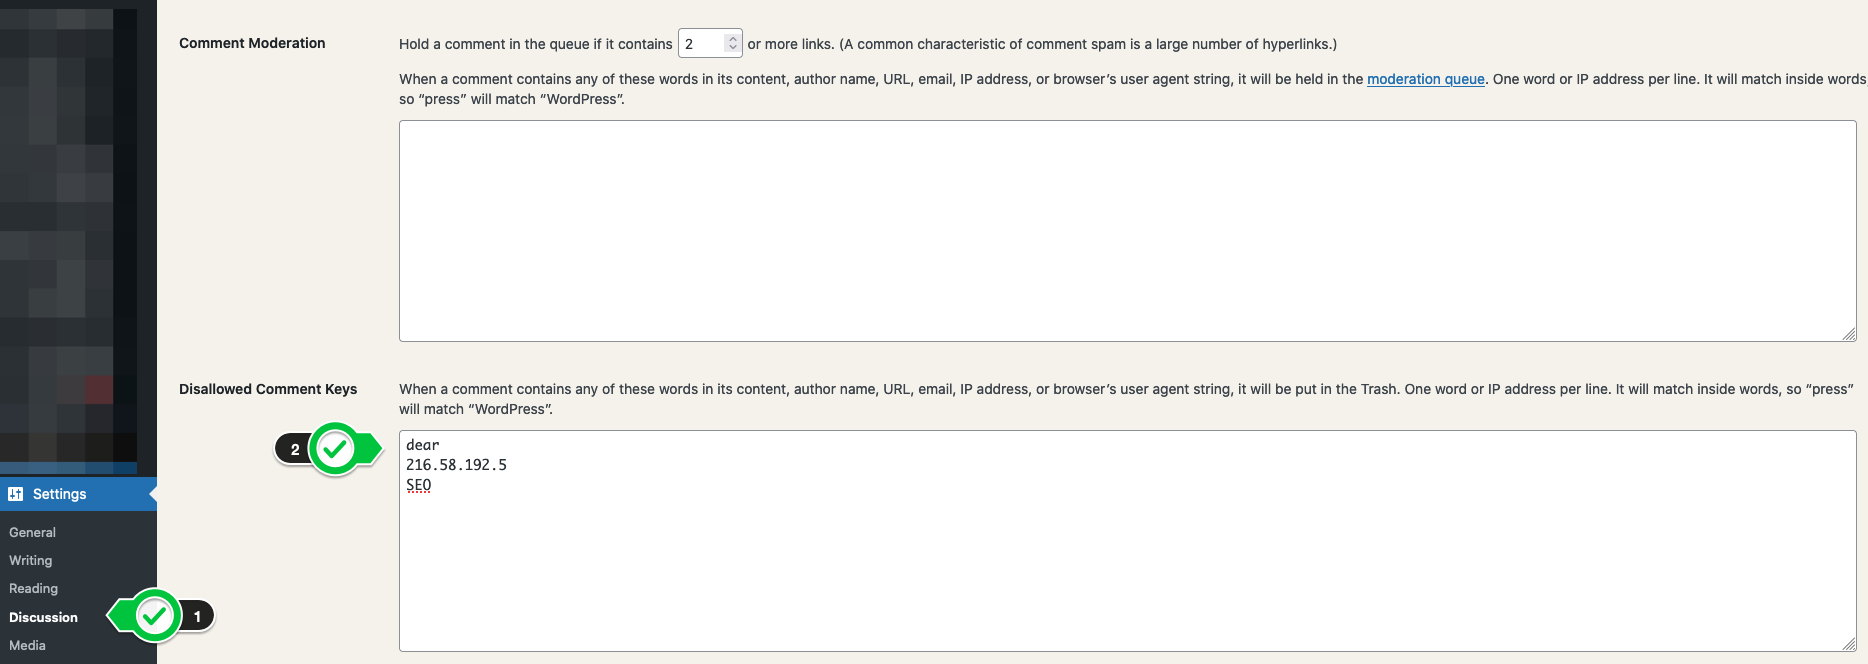 Comment Moderation
Hold a comment in the queue if it contains 2 or more links. (A common characteristic of comment spam is a large number of hyperlinks.)
When a comment contains any of these words in its content, author name, URL, email, IP address, or browser’s user agent string, it will be held in the moderation queue. One word or IP address per line. It will match inside words,
so “press” will match “WordPress”.
Disallowed Comment Keys
When a comment contains any of these words in its content, author name, URL, email, IP address, or browser’s user agent string, it will be put in the Trash. One word or IP address per line. It will match inside words, so “press”
will match “WordPress”.
2
dear
216.58.192.5
SEO
Settings
General
Writing
Reading
Discussion
1
Media